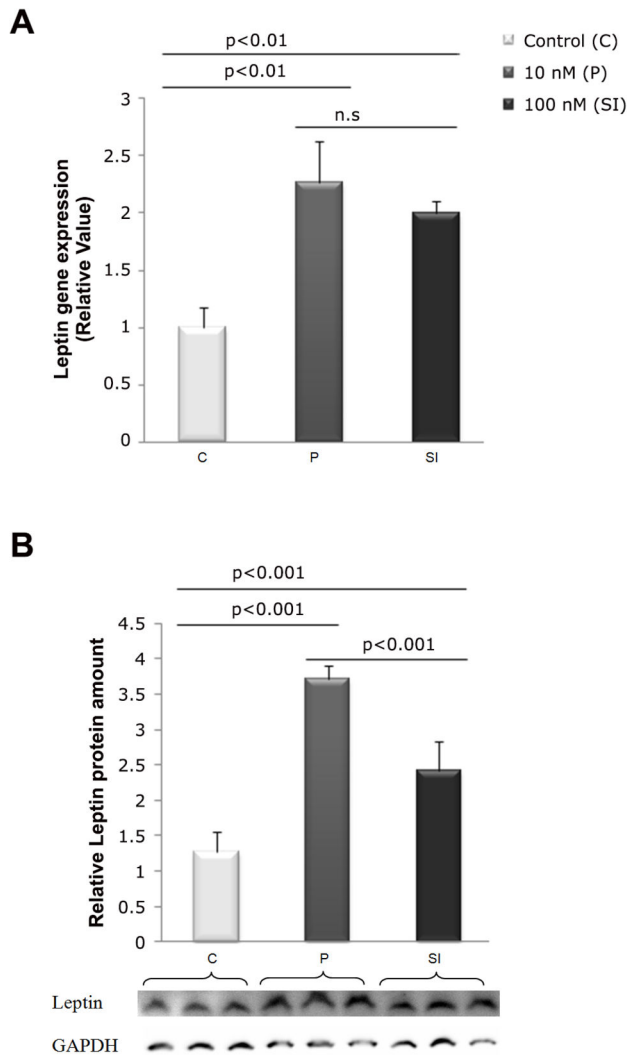 A
p<0.01
Control (C)
p<0.01
10 nM (P)
n.s
100 nM (SI)
Leptin gene expression
(Relative Value)
3
2.5
2
1.5
1
0.5
0
C P SI
B
p<0.001
p<0.001
p<0.001
Relative Leptin protein amount
4.5
4
3.5
3
2.5
2
1.5
1
0.5
0
C P SI
Leptin
GAPDH